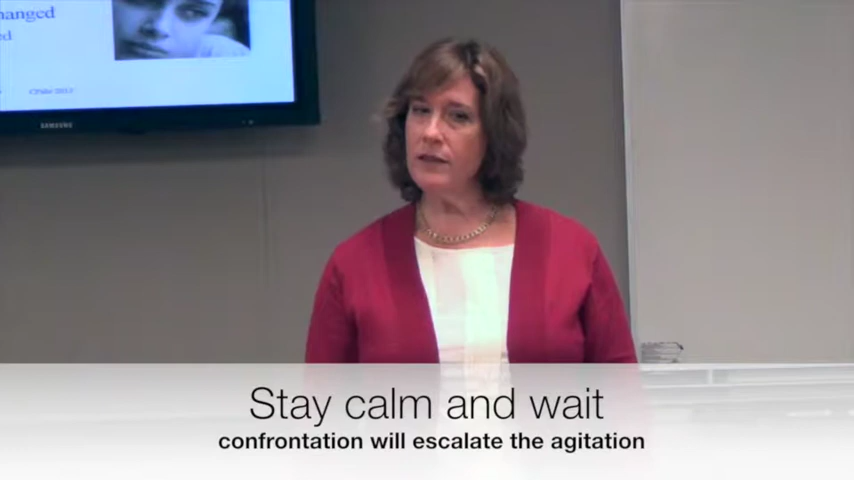 hanged
ed
SAMSUNG
Stay calm and wait
confrontation will escalate the agitation